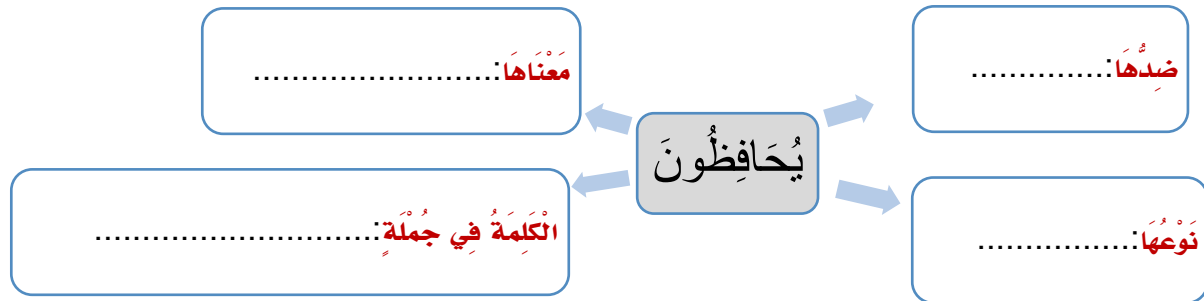 ضِدُّهَا:..............
مَعْنَاهَا:.........................
يُحَافِظُونَ
نَوْعُهَا:................
الْكَلِمَةُ فِي جُمْلَةٍ:.............................